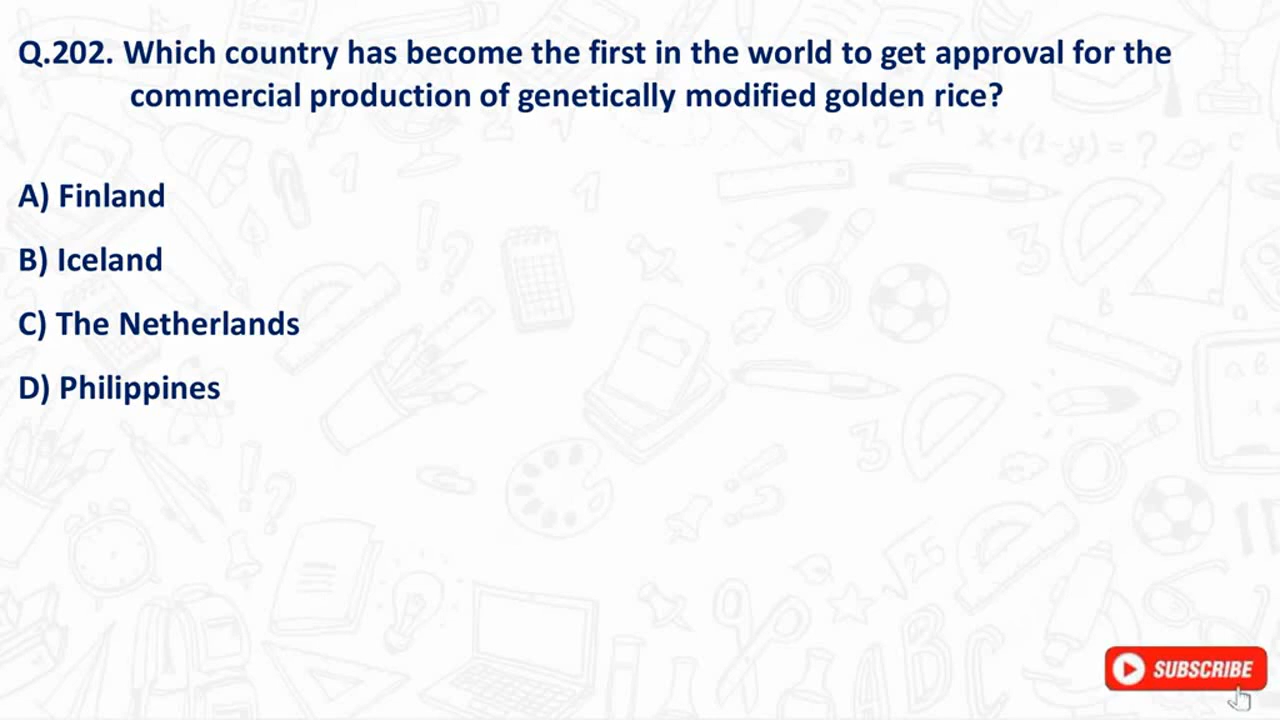 Q.202. Which country has become the first in the world to get approval for the
commercial production of genetically modified golden rice?
A) Finland
B) Iceland
C) The Netherlands
D) Philippines
SUBSCRIBE